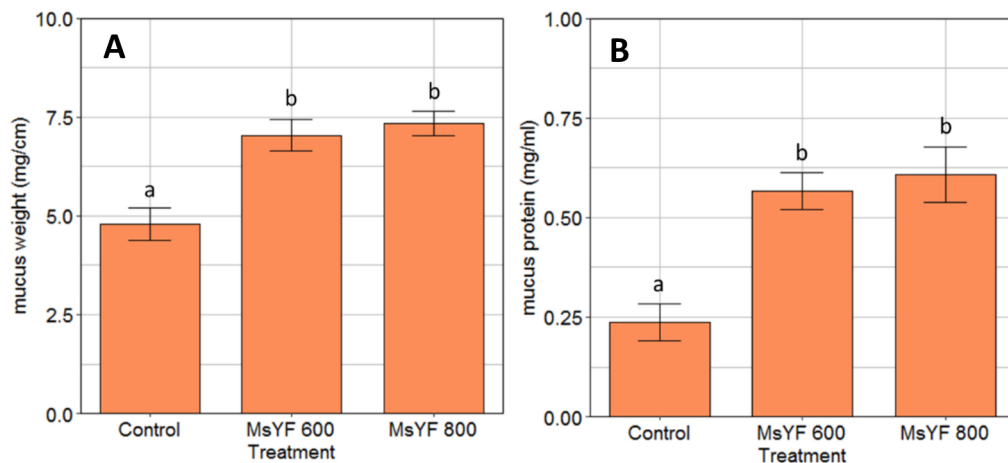 A
mucus weight (mg/cm)
10.0
7.5
5.0
2.5
0.0
a
b
b
Control
MsYF 600
MsYF 800
Treatment
B
mucus protein (mg/ml)
1.00
0.75
0.50
0.25
0.00
a
b
b
Control
MsYF 600
MsYF 800
Treatment